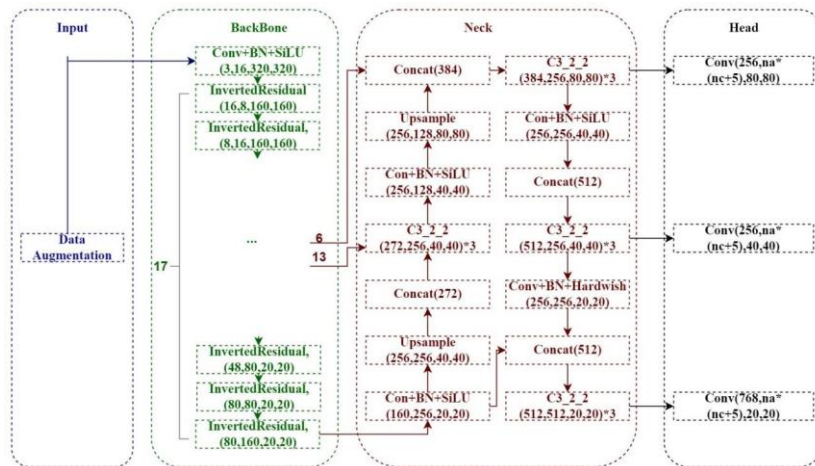 Input
Data
Augmentation
BackBone
Conv+BN+SiLU
(3,16,320,320)
InvertedResidual
(16,8,160,160)
InvertedResidual,
(8,16,160,160)
...
17
6
13
InvertedResidual,
(48,80,20,20)
InvertedResidual,
(80,80,20,20)
InvertedResidual,
(80,160,20,20)
Neck
Concat(384)
Upsample
(256,128,80,80)
Con+BN+SiLU
(256,128,40,40)
C3_2_2
(272,256,40,40)*3
Concat(272)
Upsample
(256,256,40,40)
Con+BN+SiLU
(160,256,20,20)
C3_2_2
(384,256,80,80)*3
Con+BN+SiLU
(256,256,40,40)
Concat(512)
C3_2_2
(512,256,40,40)*3
Conv+BN+Hardwish
(256,256,20,20)
Concat(512)
C3_2_2
(512,512,20,20)*3
Head
Conv(256,na*
(nc+5),80,80)
Conv(256,na*
(nc+5),40,40)
Conv(768,na*
(nc+5),20,20)